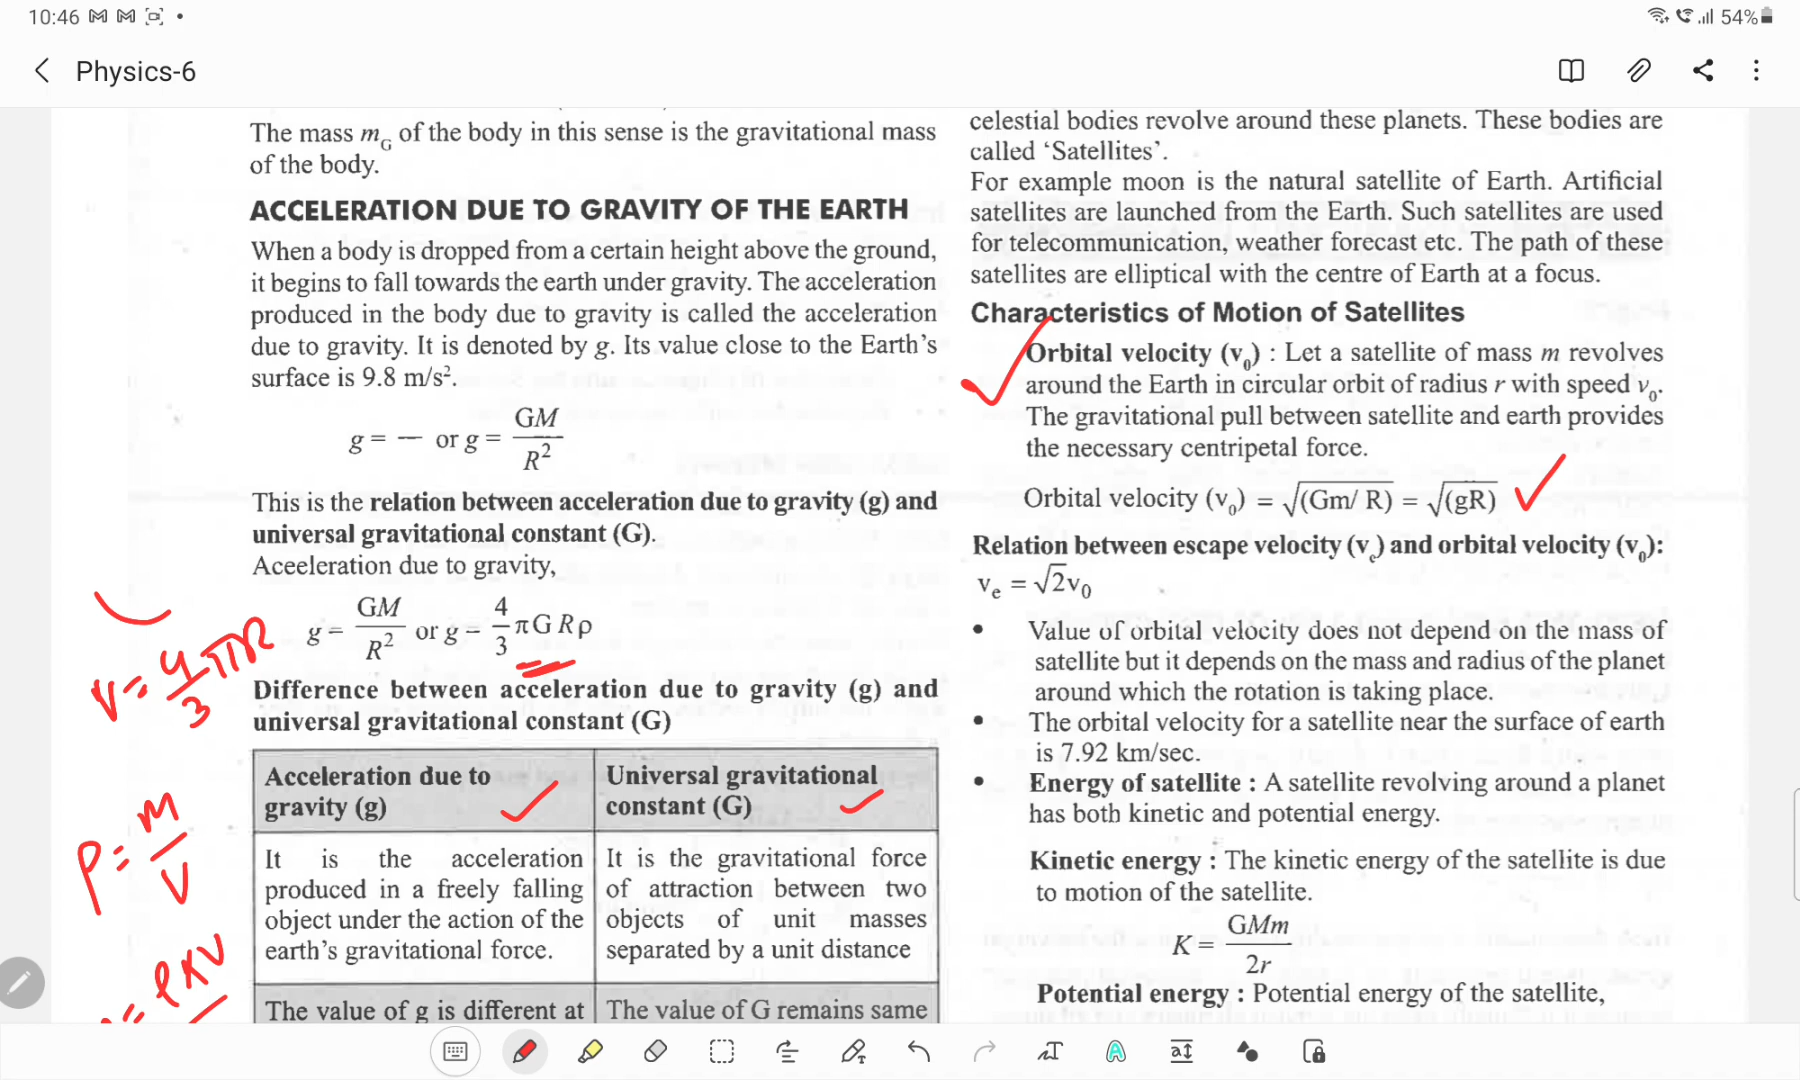 10:46
54%
Physics-6
The mass mG of the body in this sense is the gravitational mass
of the body.
ACCELERATION DUE TO GRAVITY OF THE EARTH
When a body is dropped from a certain height above the ground,
it begins to fall towards the earth under gravity. The acceleration
produced in the body due to gravity is called the acceleration
due to gravity. It is denoted by g. Its value close to the Earth's
surface is 9.8 m/s².
g = — or g = GM/R²
This is the relation between acceleration due to gravity (g) and
universal gravitational constant (G).
Aceeleration due to gravity,
g = GM/R² or g = 4/3 πGRρ
V = 4/3 πR
Difference between acceleration due to gravity (g) and
universal gravitational constant (G)
Acceleration due to
gravity (g)
Universal gravitational
constant (G)
ρ = M/V
It is the acceleration
produced in a freely falling
object under the action of the
earth's gravitational force.
It is the gravitational force
of attraction between two
objects of unit masses
separated by a unit distance
= ρxV
The value of g is different at
The value of G remains same
celestial bodies revolve around these planets. These bodies are
called ‘Satellites’.
For example moon is the natural satellite of Earth. Artificial
satellites are launched from the Earth. Such satellites are used
for telecommunication, weather forecast etc. The path of these
satellites are elliptical with the centre of Earth at a focus.
Characteristics of Motion of Satellites
Orbital velocity (v₀) : Let a satellite of mass m revolves
around the Earth in circular orbit of radius r with speed v₀.
The gravitational pull between satellite and earth provides
the necessary centripetal force.
Orbital velocity (v₀) = √(Gm/ R) = √(gR)
Relation between escape velocity (vₑ) and orbital velocity (v₀):
vₑ = √2v₀
• Value of orbital velocity does not depend on the mass of
satellite but it depends on the mass and radius of the planet
around which the rotation is taking place.
• The orbital velocity for a satellite near the surface of earth
is 7.92 km/sec.
• Energy of satellite : A satellite revolving around a planet
has both kinetic and potential energy.
Kinetic energy : The kinetic energy of the satellite is due
to motion of the satellite.
K = GMm/2r
Potential energy : Potential energy of the satellite,